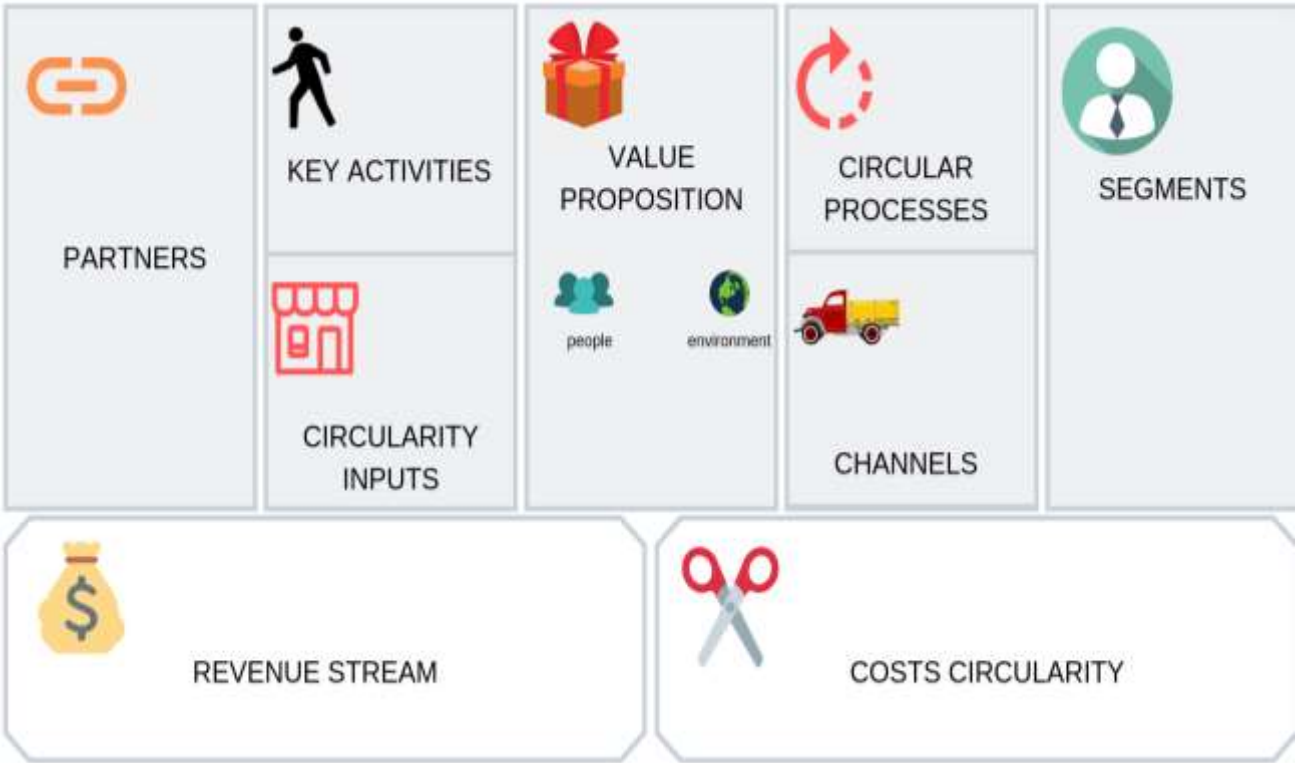 PARTNERS
KEY ACTIVITIES
CIRCULARITY
INPUTS
VALUE
PROPOSITION
people
environment
CIRCULAR
PROCESSES
CHANNELS
SEGMENTS
$
REVENUE STREAM
COSTS CIRCULARITY